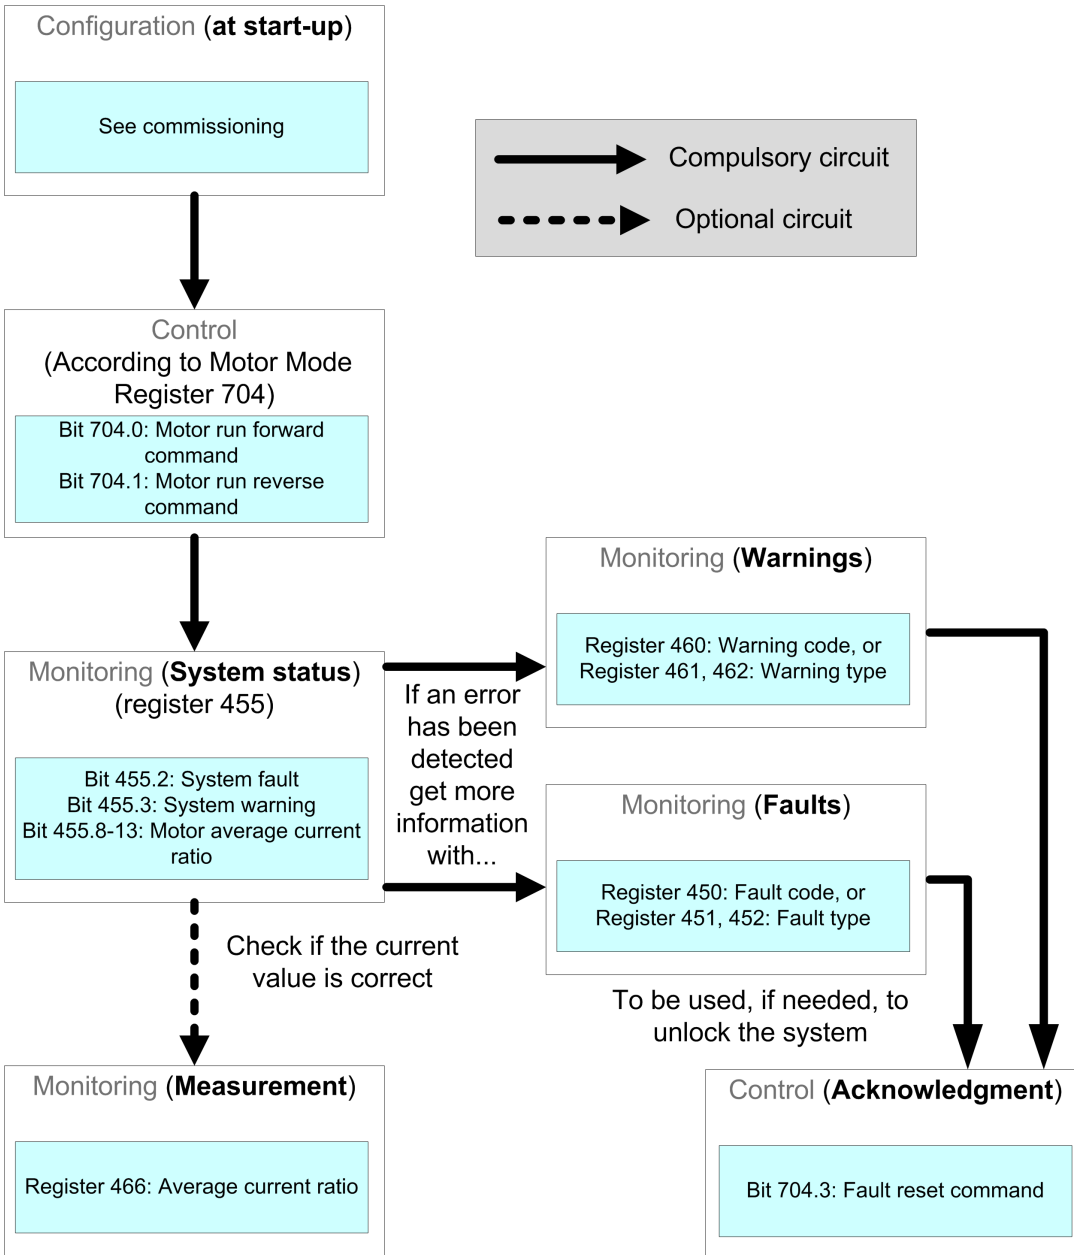 Configuration (at start-up)
See commissioning
Compulsory circuit
Optional circuit
Control
(According to Motor Mode
Register 704)
Bit 704.0: Motor run forward
command
Bit 704.1: Motor run reverse
command
Monitoring (System status)
(register 455)
Bit 455.2: System fault
Bit 455.3: System warning
Bit 455.8-13: Motor average current
ratio
If an error
has been
detected
get more
information
with...
Monitoring (Warnings)
Register 460: Warning code, or
Register 461, 462: Warning type
Monitoring (Faults)
Register 450: Fault code, or
Register 451, 452: Fault type
Check if the current
value is correct
To be used, if needed, to
unlock the system
Monitoring (Measurement)
Register 466: Average current ratio
Control (Acknowledgment)
Bit 704.3: Fault reset command